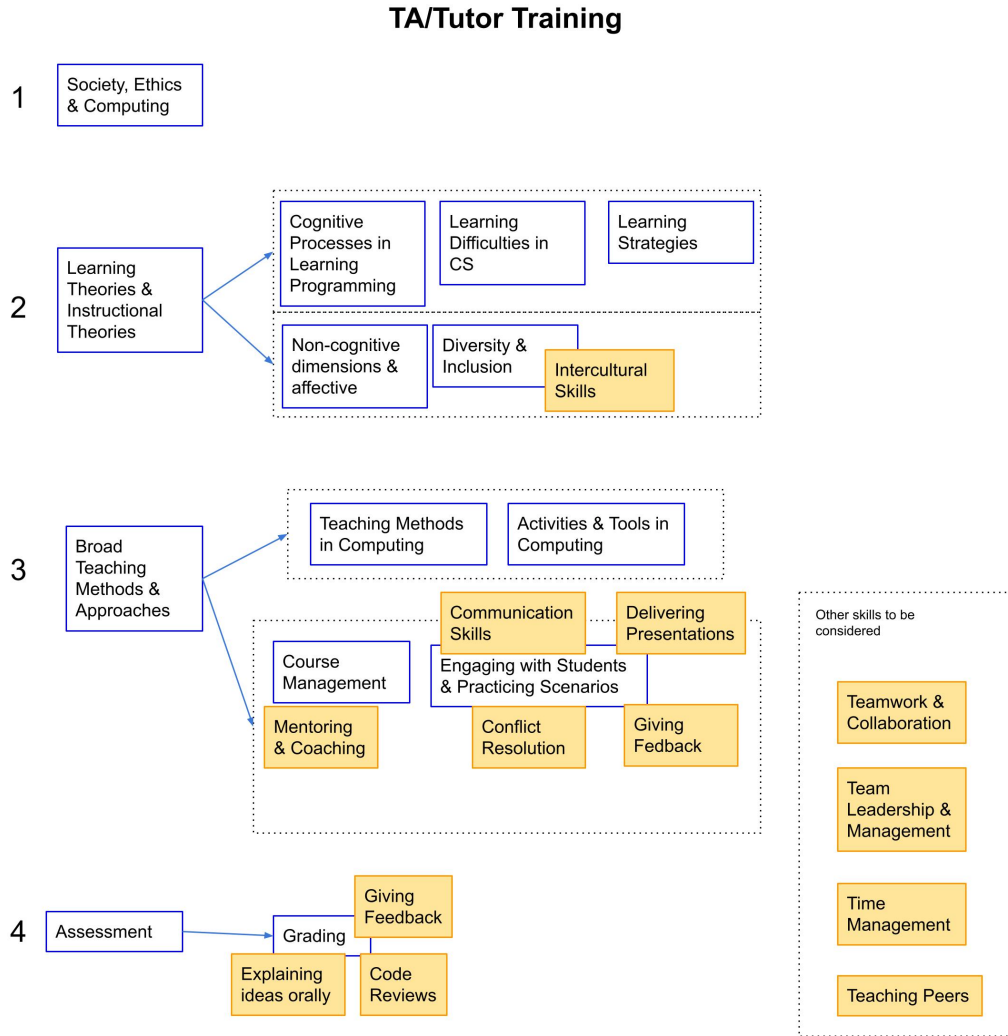 TA/Tutor Training
1
Society, Ethics
& Computing
2
Learning
Theories &
Instructional
Theories
Cognitive
Processes in
Learning
Programming
Learning
Difficulties in
CS
Learning
Strategies
Non-cognitive
dimensions &
affective
Diversity &
Inclusion
Intercultural
Skills
3
Broad
Teaching
Methods &
Approaches
Teaching Methods
in Computing
Activities & Tools in
Computing
Communication
Skills
Delivering
Presentations
Course
Management
Engaging with Students
& Practicing Scenarios
Mentoring
& Coaching
Conflict
Resolution
Giving
Fedback
Other skills to be
considered
Teamwork &
Collaboration
Team
Leadership &
Management
Time
Management
Teaching Peers
4
Assessment
Grading
Giving
Feedback
Explaining
ideas orally
Code
Reviews